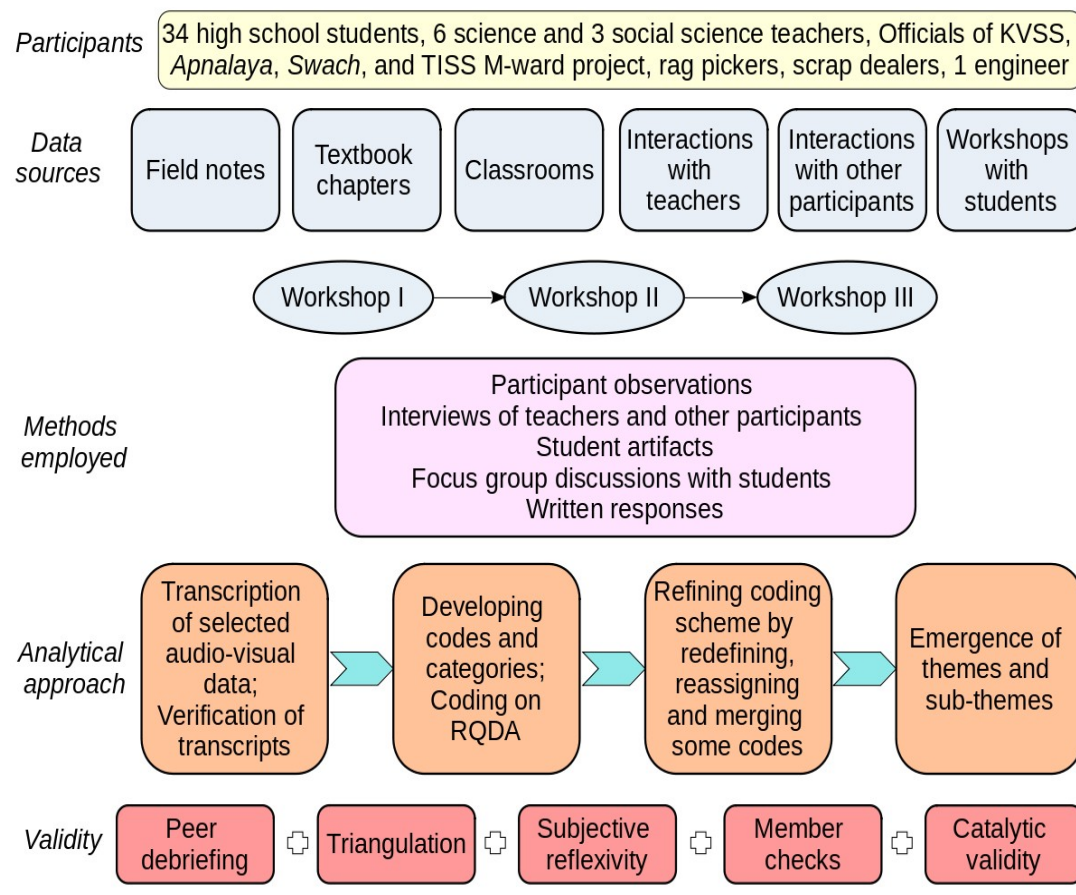 Participants
34 high school students, 6 science and 3 social science teachers, Officials of KVSS,
Apnalaya, Swach, and TISS M-ward project, rag pickers, scrap dealers, 1 engineer
Data
sources
Field notes
Textbook
chapters
Classrooms
Interactions
with
teachers
Interactions
with other
participants
Workshops
with
students
Workshop I
Workshop II
Workshop III
Methods
employed
Participant observations
Interviews of teachers and other participants
Student artifacts
Focus group discussions with students
Written responses
Analytical
approach
Transcription
of selected
audio-visual
data;
Verification of
transcripts
Developing
codes and
categories;
Coding on
RQDA
Refining coding
scheme by
redefining,
reassigning
and merging
some codes
Emergence of
themes and
sub-themes
Validity
Peer
debriefing
Triangulation
Subjective
reflexivity
Member
checks
Catalytic
validity